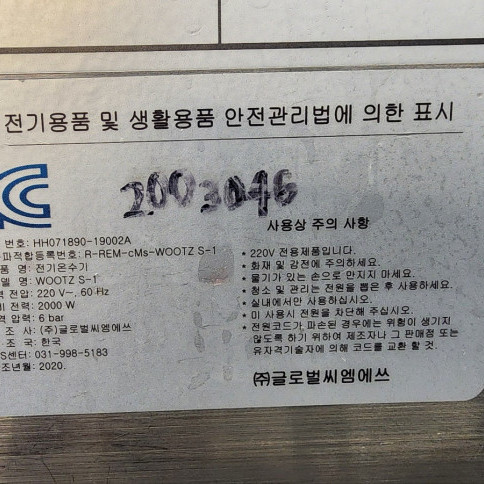 전기용품 및 생활용품 안전관리법에 의한 표시
2003046
번호: HH071890-19002A
파적합등록번호: R-REM-cMs-WOOTZ S-1
품 명: 전기온수기
델 명: WOOTZ S-1
격 전압: 220 V~, 60 Hz
비 전력: 2000 W
격 압력: 6 bar
조 사: (주)글로벌씨엠에쓰
조 국: 한국
S센터: 031-998-5183
조년월: 2020.
사용상 주의 사항
* 220V 전용제품입니다.
* 화재 및 감전에 주의하세요.
* 물기가 있는 손으로 만지지 마세요.
* 청소 및 관리는 전원을 뽑은 후 사용하세요.
* 실내에서만 사용하십시오.
* 미 사용시 전원을 차단해 주십시오.
* 전원코드가 파손된 경우에는 위험이 생기지
않도록 하기 위하여 제조자나 그 판매점 또는
유자격기술자에 의해 코드를 교환 할 것.
(주)글로벌씨엠에쓰